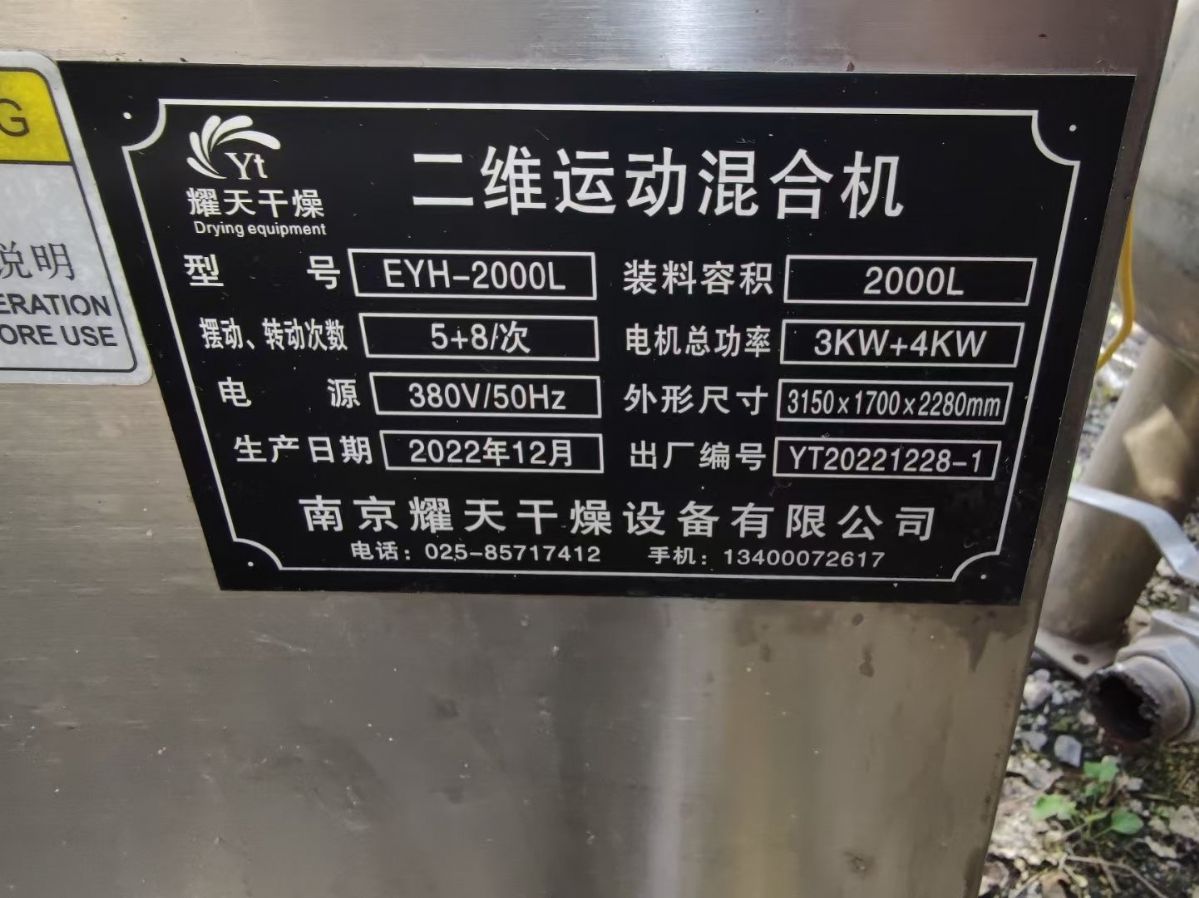 G
说明
ERATION
ORE USE
Yt
耀天干燥
Drying equipment
二维运动混合机
型 号 EYH-2000L 装料容积 2000L
摆动、转动次数 5+8/次 电机总功率 3KW+4KW
电 源 380V/50Hz 外形尺寸 3150x1700x2280mm
生产日期 2022年12月 出厂编号 YT20221228-1
南京耀天干燥设备有限公司
电话：025-85717412 手机：13400072617